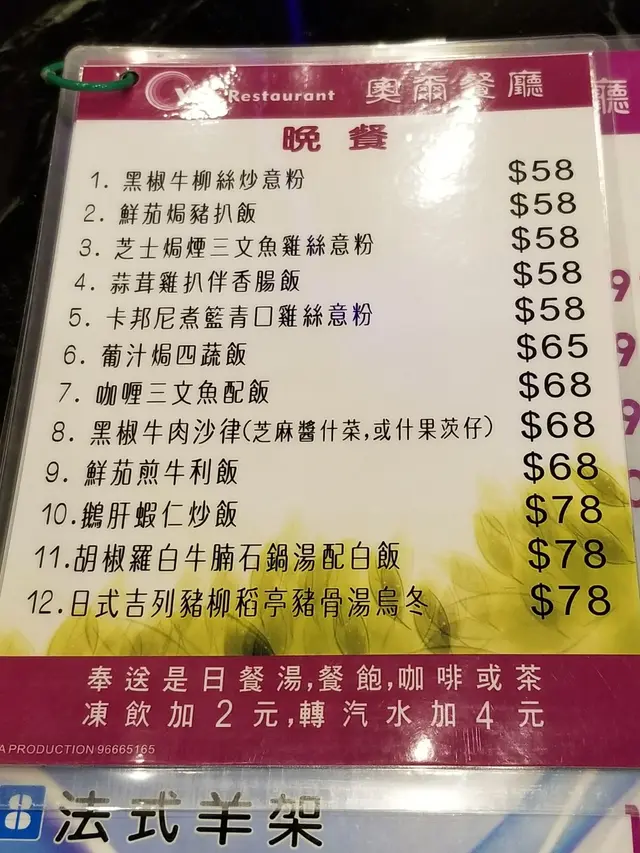 Restaurant 奧爾餐廳
廳
晚餐
1. 黑椒牛柳絲炒意粉 $58
2. 鮮茄焗豬扒飯 $58
3. 芝士焗煙三文魚雞絲意粉 $58
4. 蒜茸雞扒伴香腸飯 $58
5. 卡邦尼煮籃青口雞絲意粉 $58
6. 葡汁焗四蔬飯 $65
7. 咖喱三文魚配飯 $68
8. 黑椒牛肉沙律(芝麻醬什菜,或什果茨仔) $68
9. 鮮茄煎牛利飯 $68
10. 鵝肝蝦仁炒飯 $78
11. 胡椒羅白牛腩石鍋湯配白飯 $78
12. 日式吉列豬柳稻亭豬骨湯烏冬 $78
奉送是日餐湯,餐飽,咖啡或茶
凍飲加2元,轉汽水加4元
A PRODUCTION 96665165
8 法式羊架